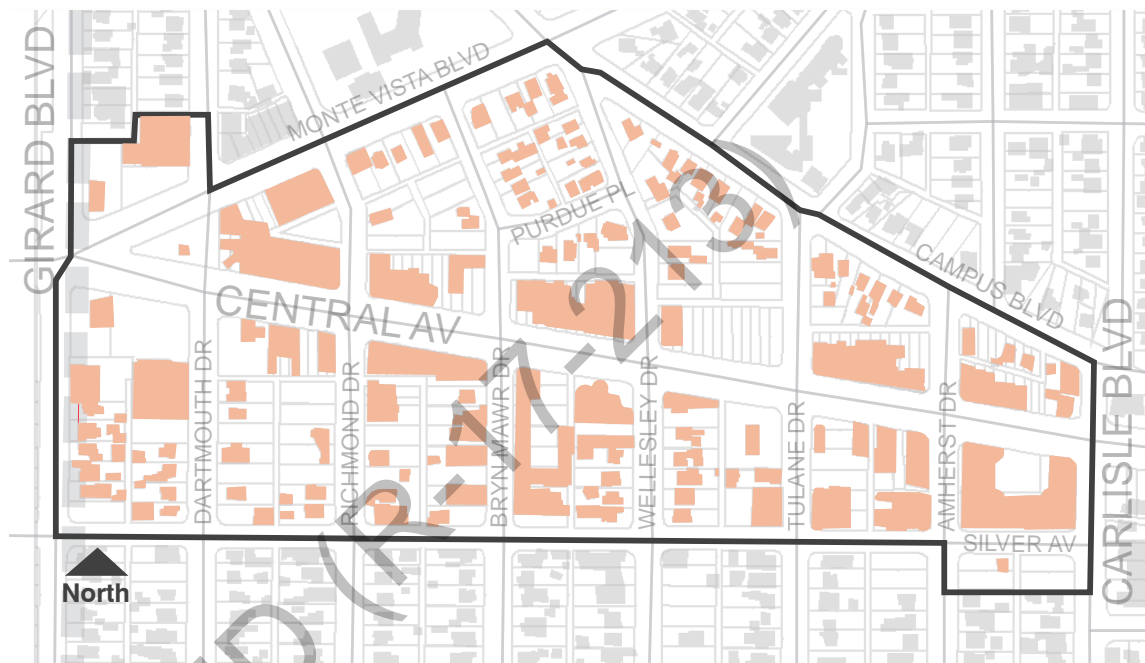 GIRARD BLVD
MONTE VISTA BLVD
PURDUE PL
CAMPUS BLVD
CENTRAL AV
DARTMOUTH DR
RICHMOND DR
BRYN MAWR DR
WELLESLEY DR
TULANE DR
AMHERST DR
CARLISLE BLVD
SILVER AV
North
D (R-17-213)